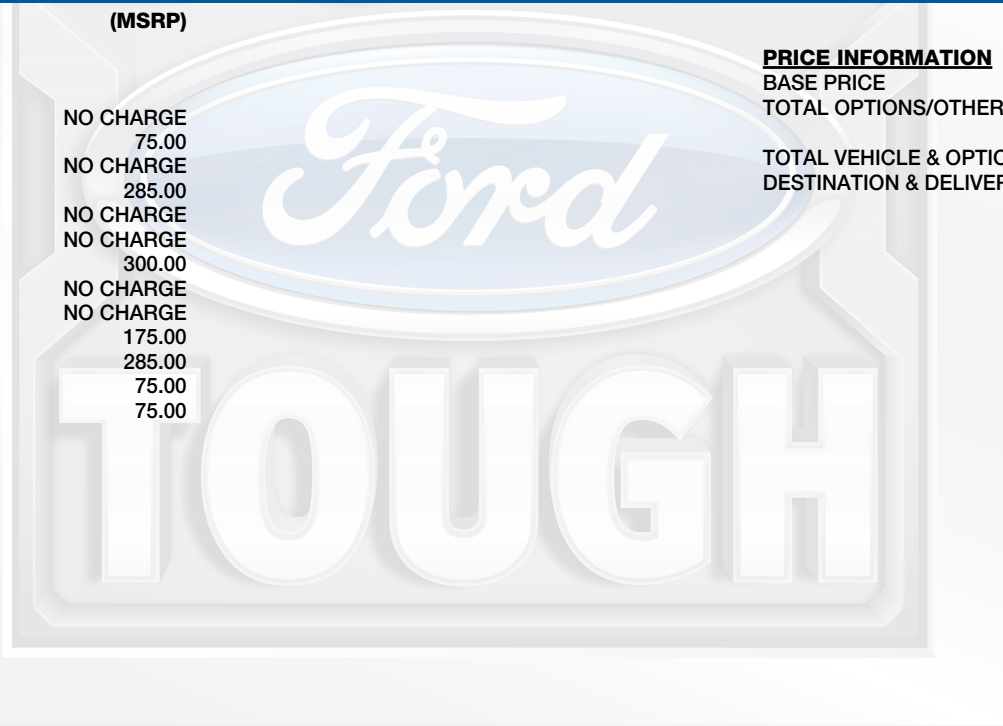 (MSRP)
NO CHARGE
75.00
NO CHARGE
285.00
NO CHARGE
NO CHARGE
300.00
NO CHARGE
NO CHARGE
175.00
285.00
75.00
75.00
PRICE INFORMATION
BASE PRICE
TOTAL OPTIONS/OTHER
TOTAL VEHICLE & OPTIO
DESTINATION & DELIVER
Ford
TOUGH